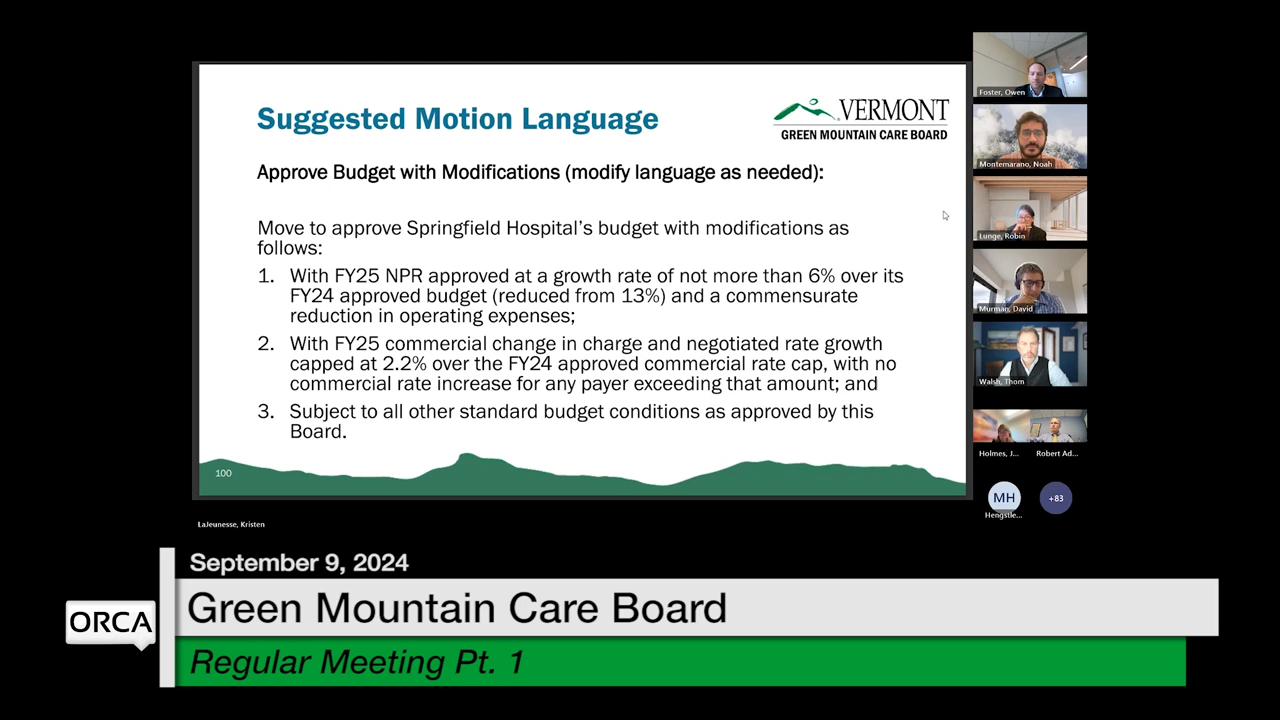 Suggested Motion Language
VERMONT
GREEN MOUNTAIN CARE BOARD
Approve Budget with Modifications (modify language as needed):
Move to approve Springfield Hospital's budget with modifications as
follows:
1. With FY25 NPR approved at a growth rate of not more than 6% over its
FY24 approved budget (reduced from 13%) and a commensurate
reduction in operating expenses;
2. With FY25 commercial change in charge and negotiated rate growth
capped at 2.2% over the FY24 approved commercial rate cap, with no
commercial rate increase for any payer exceeding that amount; and
3. Subject to all other standard budget conditions as approved by this
Board.
100
Foster, Owen
Montemarano, Noah
Lunge, Robin
Murman, David
Walsh, Thom
Holmes, J...
Robert Ad...
MH
+83
Hengstle...
LaJeunesse, Kristen
September 9, 2024
ORCA
Green Mountain Care Board
Regular Meeting Pt. 1